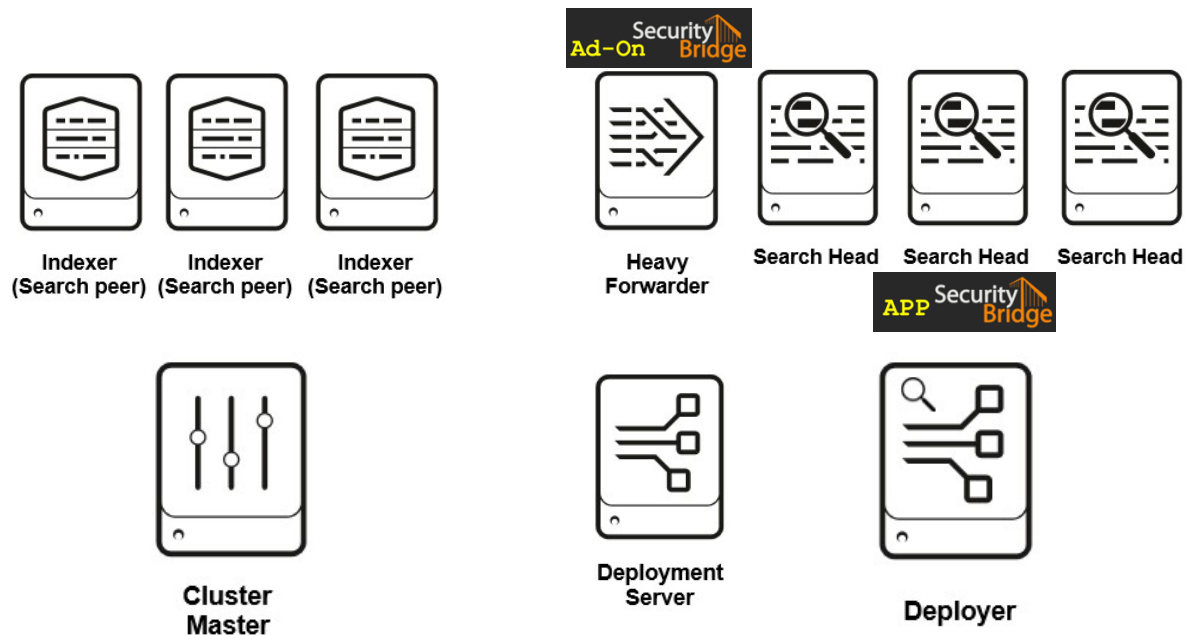 Ad-On Security
Bridge
Indexer
(Search peer)
Indexer
(Search peer)
Indexer
(Search peer)
Heavy
Forwarder
Search Head
Search Head
Search Head
APP Security
Bridge
Cluster
Master
Deployment
Server
Deployer